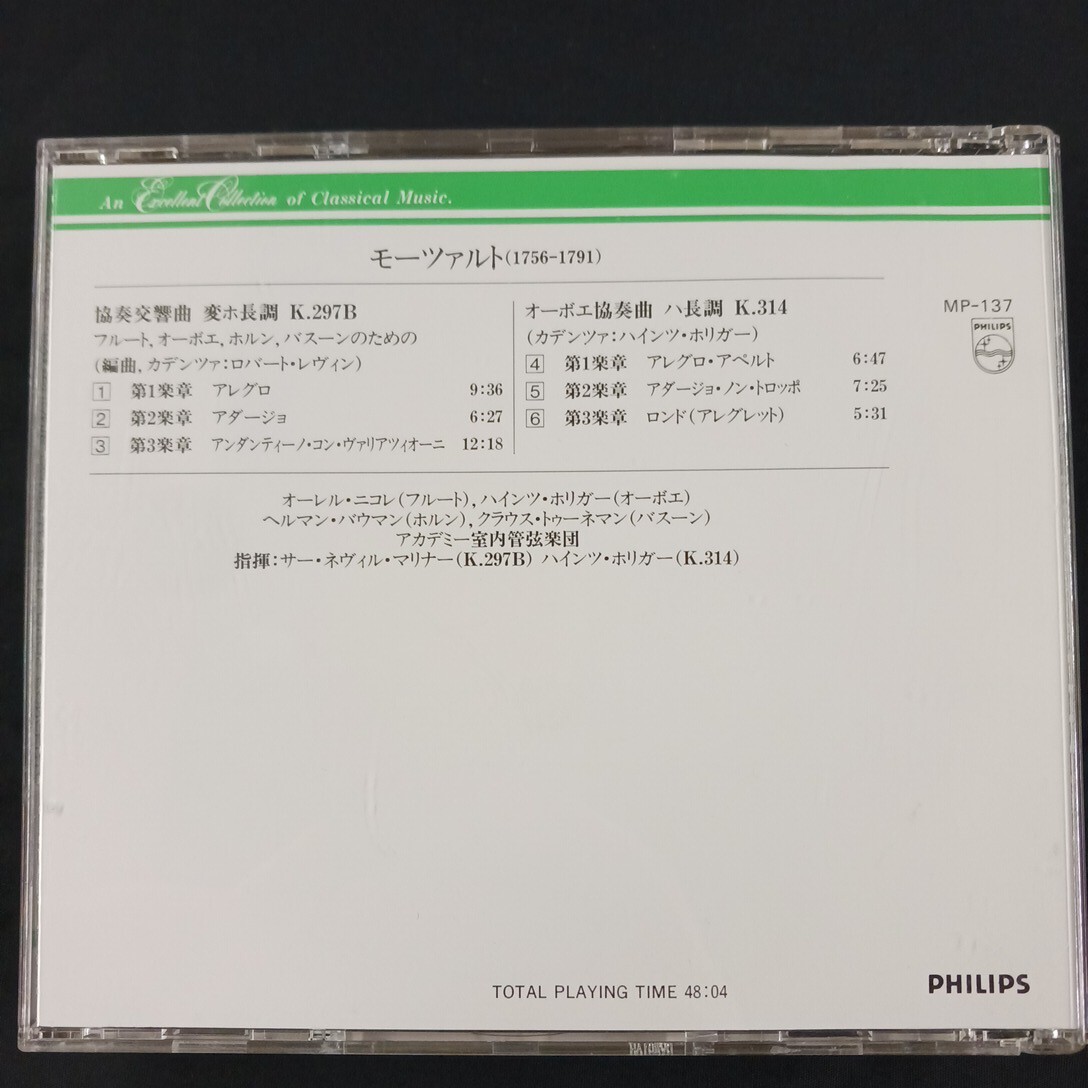 An Excellent Collection of Classical Music.
モーツァルト(1756-1791)
協奏交響曲 変ホ長調 K.297B
フルート, オーボエ, ホルン, バスーンのための
(編曲, カデンツァ:ロバート・レヴィン)
1 第1楽章 アレグロ 9:36
2 第2楽章 アダージョ 6:27
3 第3楽章 アンダンティーノ・コン・ヴァリアツィオーニ 12:18
オーボエ協奏曲 ハ長調 K.314
(カデンツァ:ハインツ・ホリガー)
4 第1楽章 アレグロ・アペルト 6:47
5 第2楽章 アダージョ・ノン・トロッポ 7:25
6 第3楽章 ロンド(アレグレット) 5:31
MP-137
PHILIPS
オーレル・ニコレ(フルート), ハインツ・ホリガー(オーボエ)
ヘルマン・バウマン(ホルン), クラウス・トゥーネマン(バスーン)
アカデミー室内管弦楽団
指揮:サー・ネヴィル・マリナー(K.297B) ハインツ・ホリガー(K.314)
TOTAL PLAYING TIME 48:04
PHILIPS